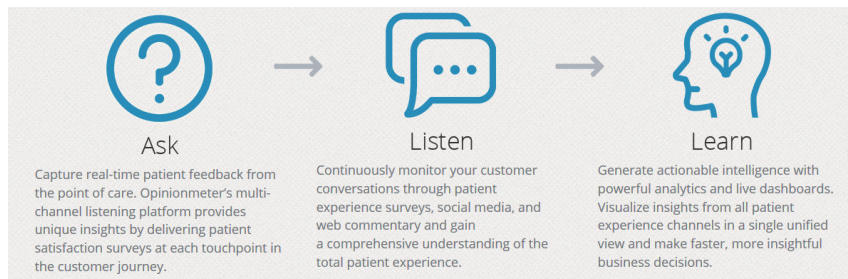 Ask
Capture real-time patient feedback from
the point of care. Opinionmeter's multi-
channel listening platform provides
unique insights by delivering patient
satisfaction surveys at each touchpoint in
the customer journey.
Listen
Continuously monitor your customer
conversations through patient
experience surveys, social media, and
web commentary and gain
a comprehensive understanding of the
total patient experience.
Learn
Generate actionable intelligence with
powerful analytics and live dashboards.
Visualize insights from all patient
experience channels in a single unified
view and make faster, more insightful
business decisions.